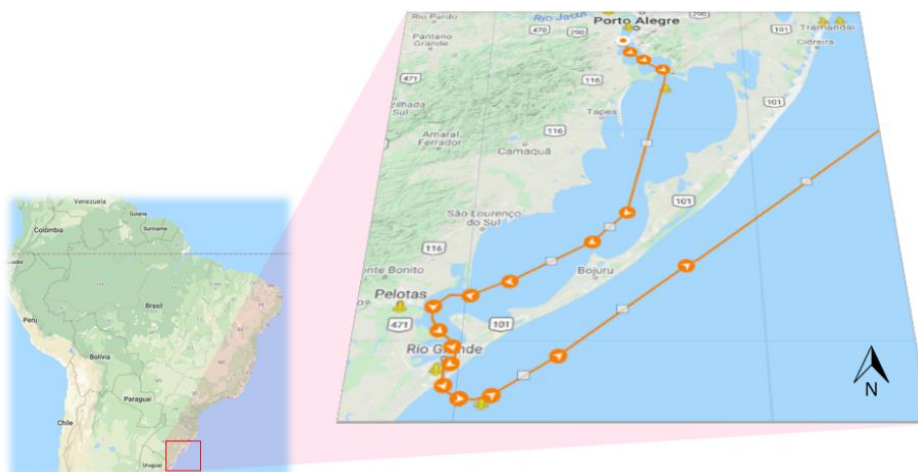 Rio Pardo
Pantano
Grande
Rio Jacuí
Porto Alegre
290
470
290
101
Tramandaí
Cidreira
471
116
Tapes
101
116
Amaral
Ferrador
Camaquã
São Lourenço
do Sul
101
116
Bojuru
Pelotas
471
101
Rio Grande
N
Venezuela
Guiana
Suriname
Colômbia
Brasil
Peru
Bolívia
Paraguai
Chile
Uruguai